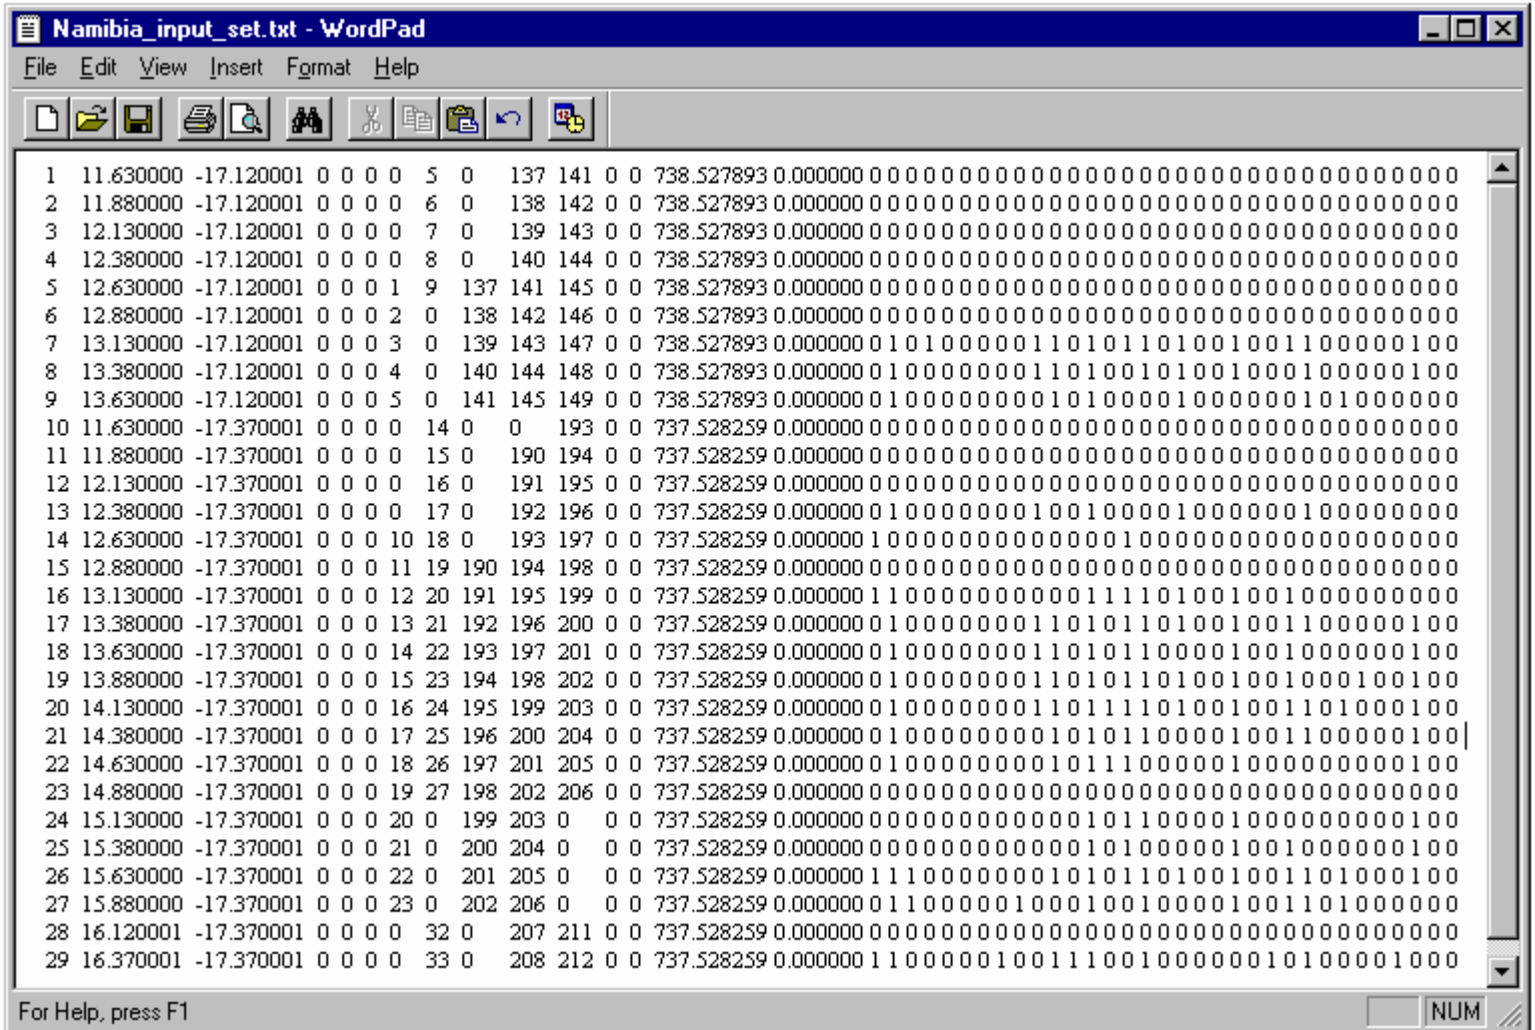 Namibia_input_set.txt - WordPad
File Edit View Insert Format Help
1 11.630000 -17.120001 0 0 0 0 5 0 137 141 0 0 738.527893 0.000000 0 0 0 0 0 0 0 0 0 0 0 0 0 0 0 0 0 0 0 0 0 0 0 0 0 0 0 0 0 0 0 0 0
2 11.880000 -17.120001 0 0 0 0 6 0 138 142 0 0 738.527893 0.000000 0 0 0 0 0 0 0 0 0 0 0 0 0 0 0 0 0 0 0 0 0 0 0 0 0 0 0 0 0 0 0 0 0
3 12.130000 -17.120001 0 0 0 0 7 0 139 143 0 0 738.527893 0.000000 0 0 0 0 0 0 0 0 0 0 0 0 0 0 0 0 0 0 0 0 0 0 0 0 0 0 0 0 0 0 0 0 0
4 12.380000 -17.120001 0 0 0 0 8 0 140 144 0 0 738.527893 0.000000 0 0 0 0 0 0 0 0 0 0 0 0 0 0 0 0 0 0 0 0 0 0 0 0 0 0 0 0 0 0 0 0 0
5 12.630000 -17.120001 0 0 0 1 9 137 141 145 0 0 738.527893 0.000000 0 0 0 0 0 0 0 0 0 0 0 0 0 0 0 0 0 0 0 0 0 0 0 0 0 0 0 0 0 0 0 0 0
6 12.880000 -17.120001 0 0 0 2 0 138 142 146 0 0 738.527893 0.000000 0 0 0 0 0 0 0 0 0 0 0 0 0 0 0 0 0 0 0 0 0 0 0 0 0 0 0 0 0 0 0 0 0
7 13.130000 -17.120001 0 0 0 3 0 139 143 147 0 0 738.527893 0.000000 0 1 0 1 0 0 0 0 0 1 1 0 1 0 1 1 0 1 0 0 1 0 0 1 1 0 0 0 0 0 1 0 0
8 13.380000 -17.120001 0 0 0 4 0 140 144 148 0 0 738.527893 0.000000 0 1 0 0 0 0 0 0 0 1 1 0 1 0 0 1 0 1 0 0 1 0 0 1 0 0 0 0 0 0 1 0 0
9 13.630000 -17.120001 0 0 0 5 0 141 145 149 0 0 738.527893 0.000000 0 1 0 0 0 0 0 0 0 0 1 0 1 0 0 0 0 1 0 0 0 0 0 0 1 0 1 0 0 0 0 0 0
10 11.630000 -17.370001 0 0 0 0 14 0 0 193 0 0 737.528259 0.000000 0 0 0 0 0 0 0 0 0 0 0 0 0 0 0 0 0 0 0 0 0 0 0 0 0 0 0 0 0 0 0 0 0
11 11.880000 -17.370001 0 0 0 0 15 0 190 194 0 0 737.528259 0.000000 0 0 0 0 0 0 0 0 0 0 0 0 0 0 0 0 0 0 0 0 0 0 0 0 0 0 0 0 0 0 0 0 0
12 12.130000 -17.370001 0 0 0 0 16 0 191 195 0 0 737.528259 0.000000 0 0 0 0 0 0 0 0 0 0 0 0 0 0 0 0 0 0 0 0 0 0 0 0 0 0 0 0 0 0 0 0 0
13 12.380000 -17.370001 0 0 0 0 17 0 192 196 0 0 737.528259 0.000000 0 1 0 0 0 0 0 0 0 1 0 0 1 0 0 0 0 1 0 0 0 0 0 0 1 0 0 0 0 0 0 0 0
14 12.630000 -17.370001 0 0 0 10 18 0 193 197 0 0 737.528259 0.000000 1 0 0 0 0 0 0 0 0 0 0 0 0 0 1 0 0 0 0 0 0 0 0 0 0 0 0 0 0 0 0 0 0
15 12.880000 -17.370001 0 0 0 11 19 190 194 198 0 0 737.528259 0.000000 0 0 0 0 0 0 0 0 0 0 0 0 0 0 0 0 0 0 0 0 0 0 0 0 0 0 0 0 0 0 0 0 0
16 13.130000 -17.370001 0 0 0 12 20 191 195 199 0 0 737.528259 0.000000 1 1 0 0 0 0 0 0 0 0 0 0 1 1 1 1 0 1 0 0 1 0 0 1 0 0 0 0 0 0 0 0 0
17 13.380000 -17.370001 0 0 0 13 21 192 196 200 0 0 737.528259 0.000000 0 1 0 0 0 0 0 0 0 1 1 0 1 0 1 1 0 1 0 0 1 0 0 1 1 0 0 0 0 0 1 0 0
18 13.630000 -17.370001 0 0 0 14 22 193 197 201 0 0 737.528259 0.000000 0 1 0 0 0 0 0 0 0 1 1 0 1 0 1 1 0 0 0 0 1 0 0 1 0 0 0 0 0 0 1 0 0
19 13.880000 -17.370001 0 0 0 15 23 194 198 202 0 0 737.528259 0.000000 0 1 0 0 0 0 0 0 0 1 1 0 1 0 1 1 0 1 0 0 1 0 0 1 0 0 0 1 0 0 1 0 0
20 14.130000 -17.370001 0 0 0 16 24 195 199 203 0 0 737.528259 0.000000 0 1 0 0 0 0 0 0 0 1 1 0 1 1 1 1 0 1 0 0 1 0 0 1 1 0 1 0 0 0 1 0 0
21 14.380000 -17.370001 0 0 0 17 25 196 200 204 0 0 737.528259 0.000000 0 1 0 0 0 0 0 0 0 0 1 0 1 0 1 1 0 0 0 0 1 0 0 1 1 0 0 0 0 0 1 0 0
22 14.630000 -17.370001 0 0 0 18 26 197 201 205 0 0 737.528259 0.000000 0 1 0 0 0 0 0 0 0 0 1 0 1 1 1 0 0 0 0 0 1 0 0 0 0 0 0 0 0 0 1 0 0
23 14.880000 -17.370001 0 0 0 19 27 198 202 206 0 0 737.528259 0.000000 0 0 0 0 0 0 0 0 0 0 0 0 0 0 0 0 0 0 0 0 0 0 0 0 0 0 0 0 0 0 0 0 0
24 15.130000 -17.370001 0 0 0 20 0 199 203 0 0 0 737.528259 0.000000 0 0 0 0 0 0 0 0 0 0 0 0 1 0 1 1 0 0 0 0 1 0 0 0 0 0 0 0 0 0 1 0 0
25 15.380000 -17.370001 0 0 0 21 0 200 204 0 0 0 737.528259 0.000000 0 0 0 0 0 0 0 0 0 0 0 0 1 0 1 0 0 0 0 0 1 0 0 1 0 0 0 0 0 0 1 0 0
26 15.630000 -17.370001 0 0 0 22 0 201 205 0 0 0 737.528259 0.000000 1 1 1 0 0 0 0 0 0 0 1 0 1 0 1 1 0 1 0 0 1 0 0 1 1 0 0 0 0 0 1 0 0
27 15.880000 -17.370001 0 0 0 23 0 202 206 0 0 0 737.528259 0.000000 0 1 1 0 0 0 0 0 1 0 0 0 1 0 0 1 0 0 0 0 1 0 0 1 1 0 1 0 0 0 0 0 0
28 16.120001 -17.370001 0 0 0 0 32 0 207 211 0 0 737.528259 0.000000 0 0 0 0 0 0 0 0 0 0 0 0 0 0 0 0 0 0 0 0 0 0 0 0 0 0 0 0 0 0 0 0 0
29 16.370001 -17.370001 0 0 0 0 33 0 208 212 0 0 737.528259 0.000000 1 1 0 0 0 0 0 1 0 0 1 1 1 0 0 1 0 0 0 0 0 0 1 0 1 0 0 0 0 1 0 0 0
For Help, press F1
NUM